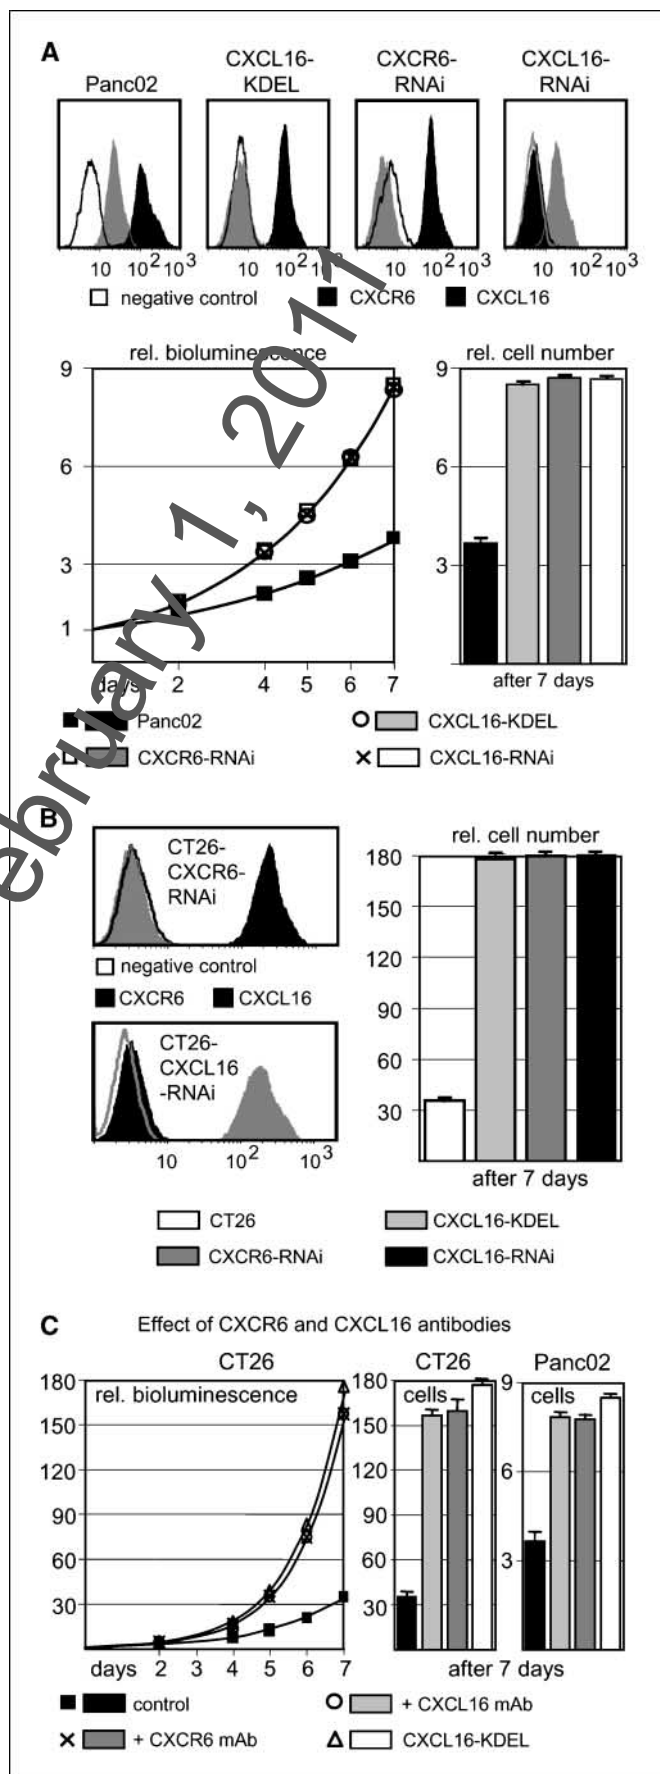 A
Panc02
CXCL16-
KDEL
CXCR6-
RNAi
CXCL16-
RNAi
10 10² 10³
10 10² 10³
10 10² 10³
10 10² 10³
negative control CXCR6 CXCL16
rel. bioluminescence
9
6
3
1
days 2 4 5 6 7
rel. cell number
9
6
3
after 7 days
Panc02 CXCL16-KDEL
CXCR6-RNAi CXCL16-RNAi
ebruary 1, 2011
B
CT26-
CXCR6-
RNAi
negative control
CXCR6 CXCL16
CT26-
CXCL16
-RNAi
10 10² 10³
rel. cell number
180
150
120
90
60
30
after 7 days
CT26 CXCL16-KDEL
CXCR6-RNAi CXCL16-RNAi
C Effect of CXCR6 and CXCL16 antibodies
CT26
180
150
120
90
60
30
rel. bioluminescence
days 2 3 4 5 6 7
CT26
180
150
120
90
60
30
cells
Panc02
9
6
3
cells
after 7 days
control + CXCL16 mAb
+ CXCR6 mAb CXCL16-KDEL